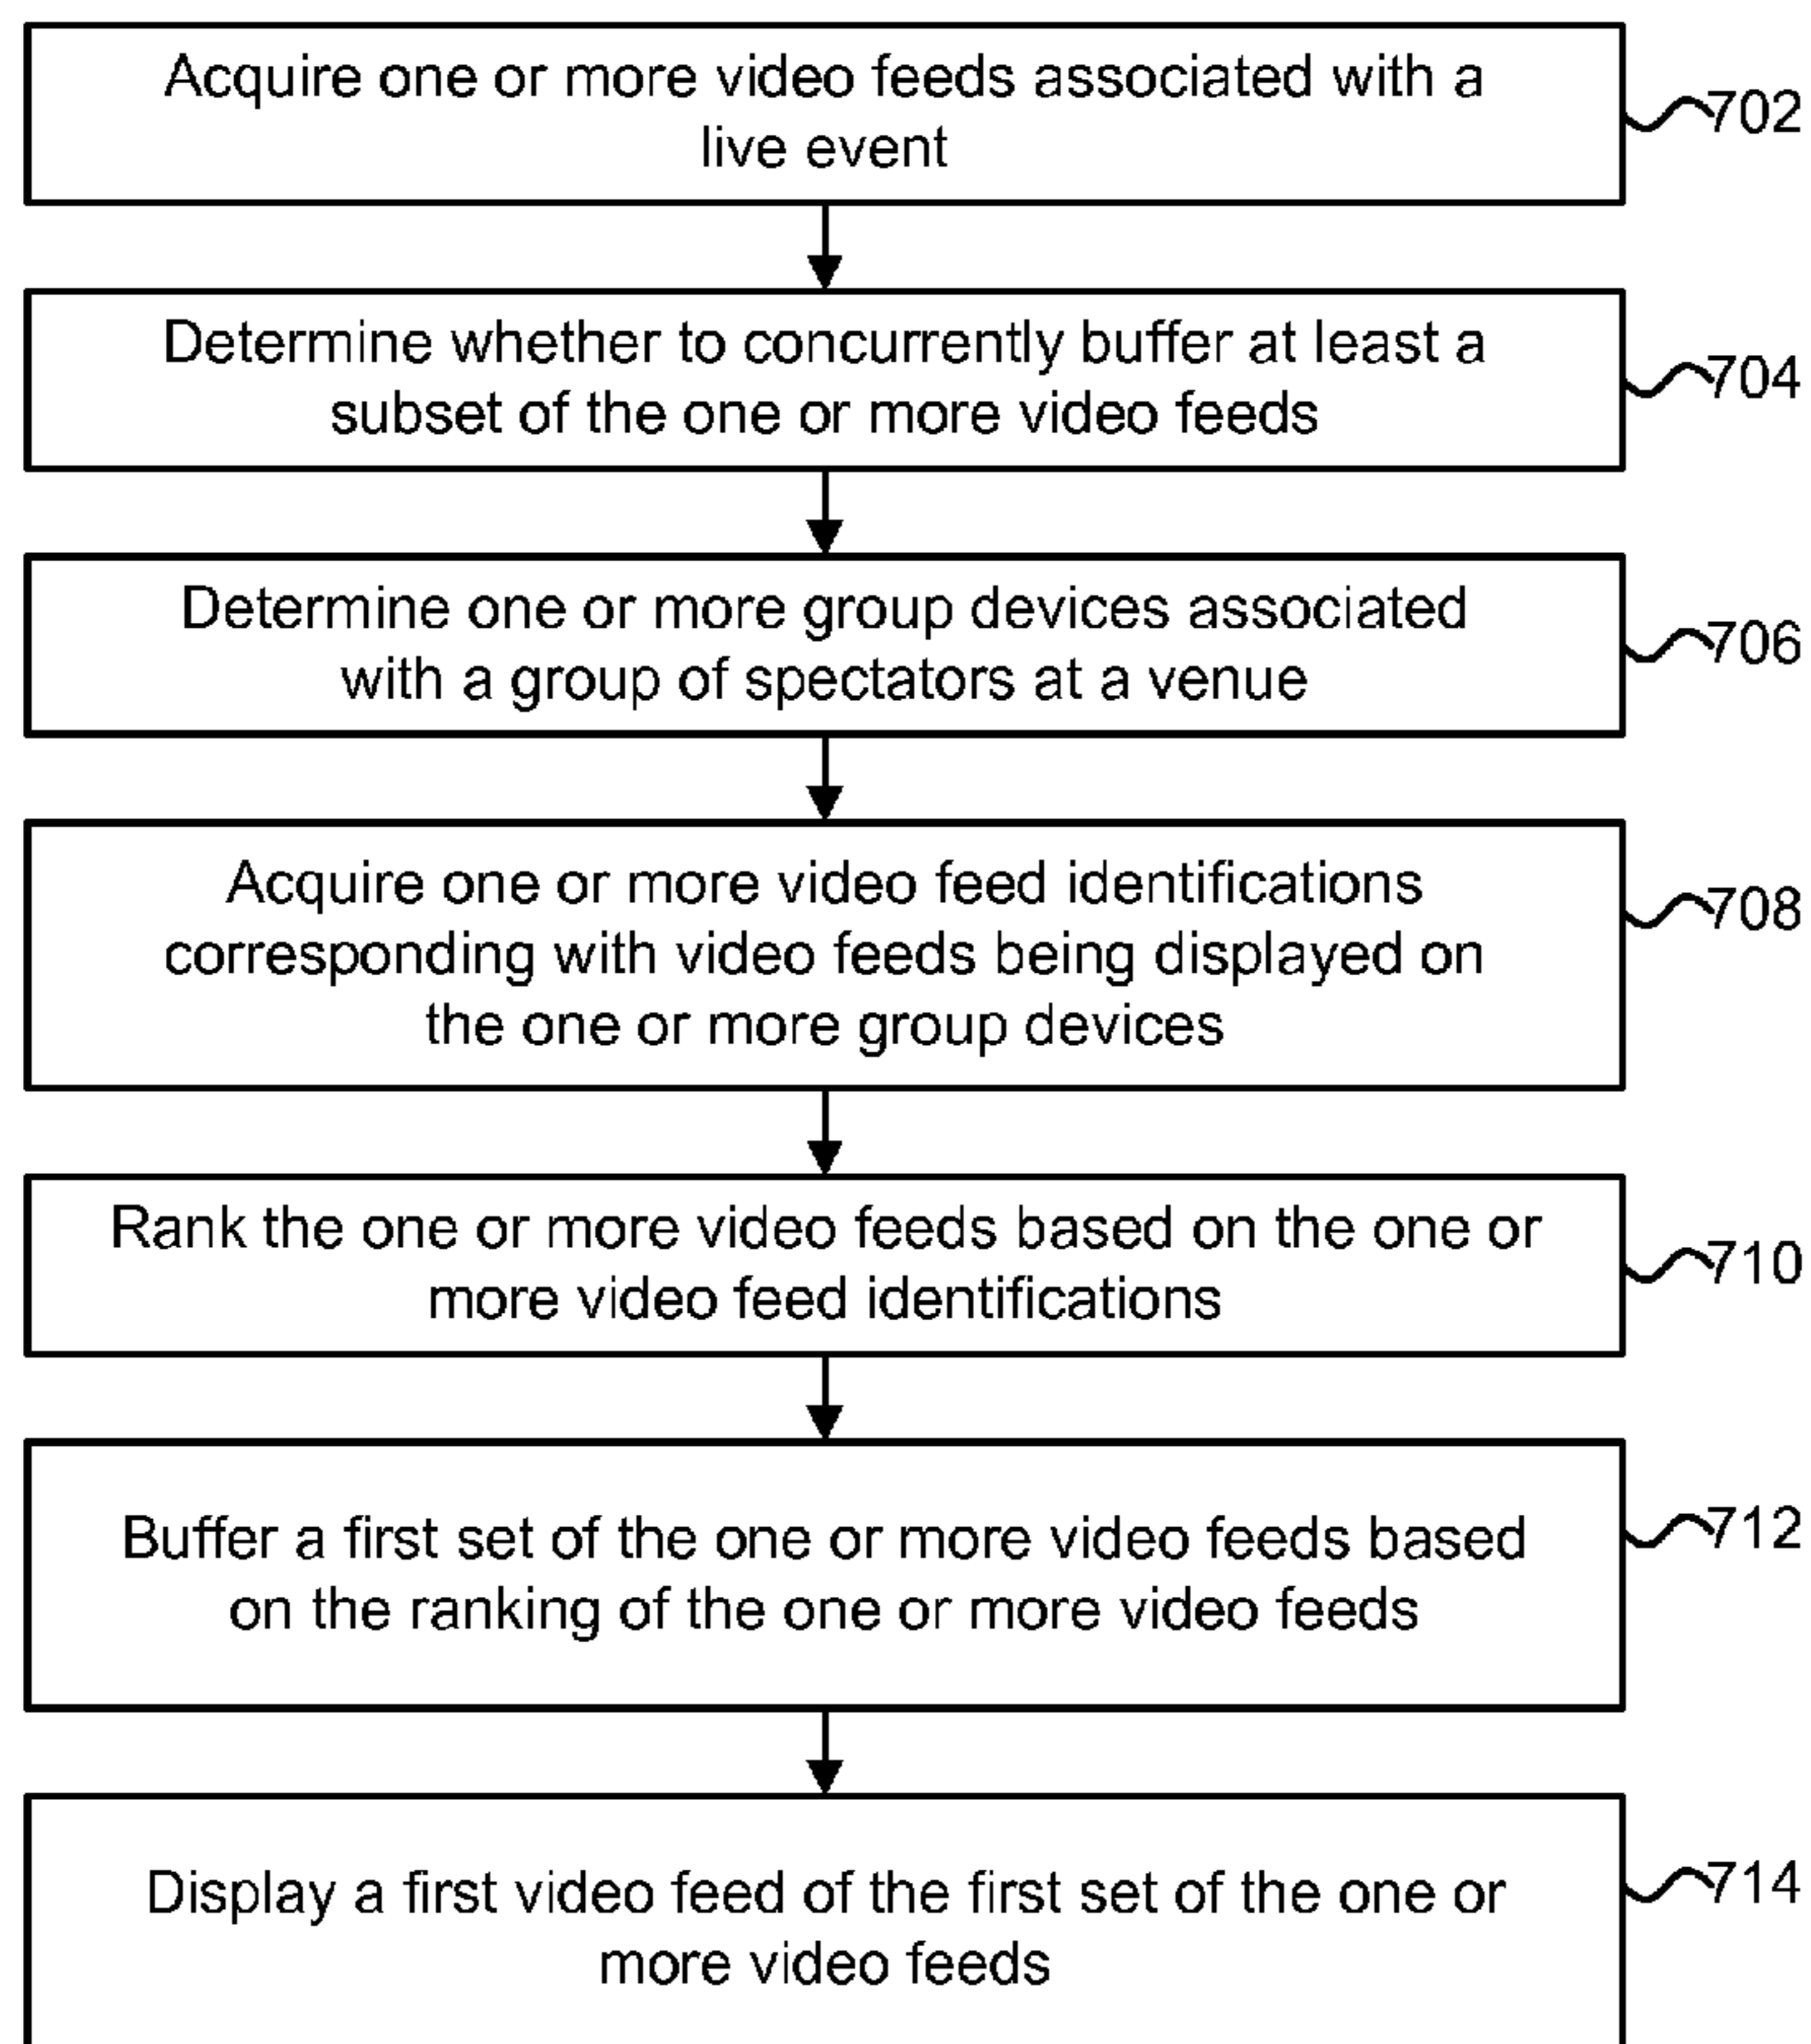 Acquire one or more video feeds associated with a
live event
702
Determine whether to concurrently buffer at least a
subset of the one or more video feeds
704
Determine one or more group devices associated
with a group of spectators at a venue
706
Acquire one or more video feed identifications
corresponding with video feeds being displayed on
the one or more group devices
708
Rank the one or more video feeds based on the one or
more video feed identifications
710
Buffer a first set of the one or more video feeds based
on the ranking of the one or more video feeds
712
Display a first video feed of the first set of the one or
more video feeds
714